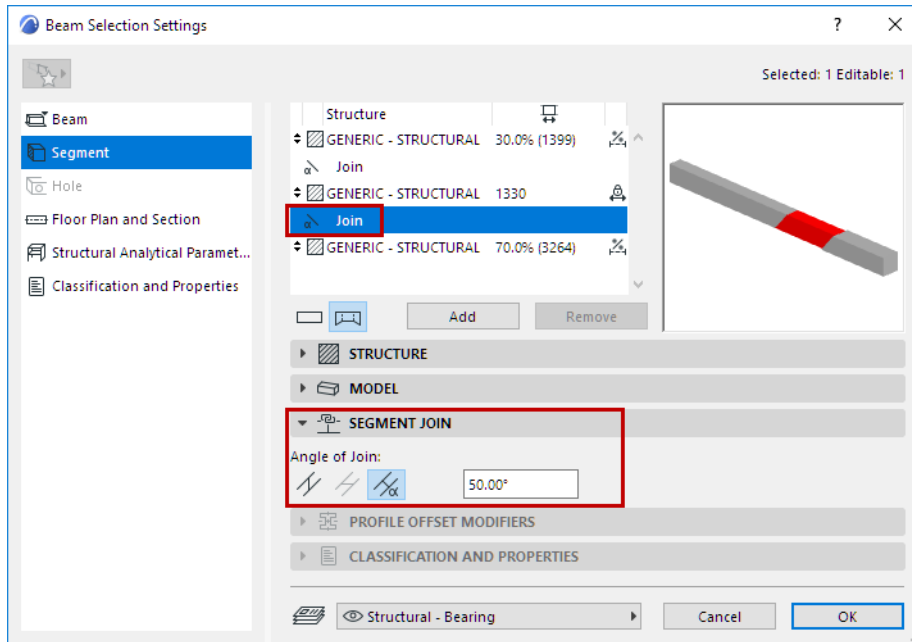 Beam Selection Settings
?
Selected: 1 Editable: 1
Beam
Segment
Hole
Floor Plan and Section
Structural Analytical Paramet...
Classification and Properties
Structure
GENERIC - STRUCTURAL 30.0% (1399)
α Join
GENERIC - STRUCTURAL 1330
α Join
GENERIC - STRUCTURAL 70.0% (3264)
Add
Remove
STRUCTURE
MODEL
SEGMENT JOIN
Angle of Join:
α 50.00°
PROFILE OFFSET MODIFIERS
CLASSIFICATION AND PROPERTIES
Structural - Bearing
Cancel
OK